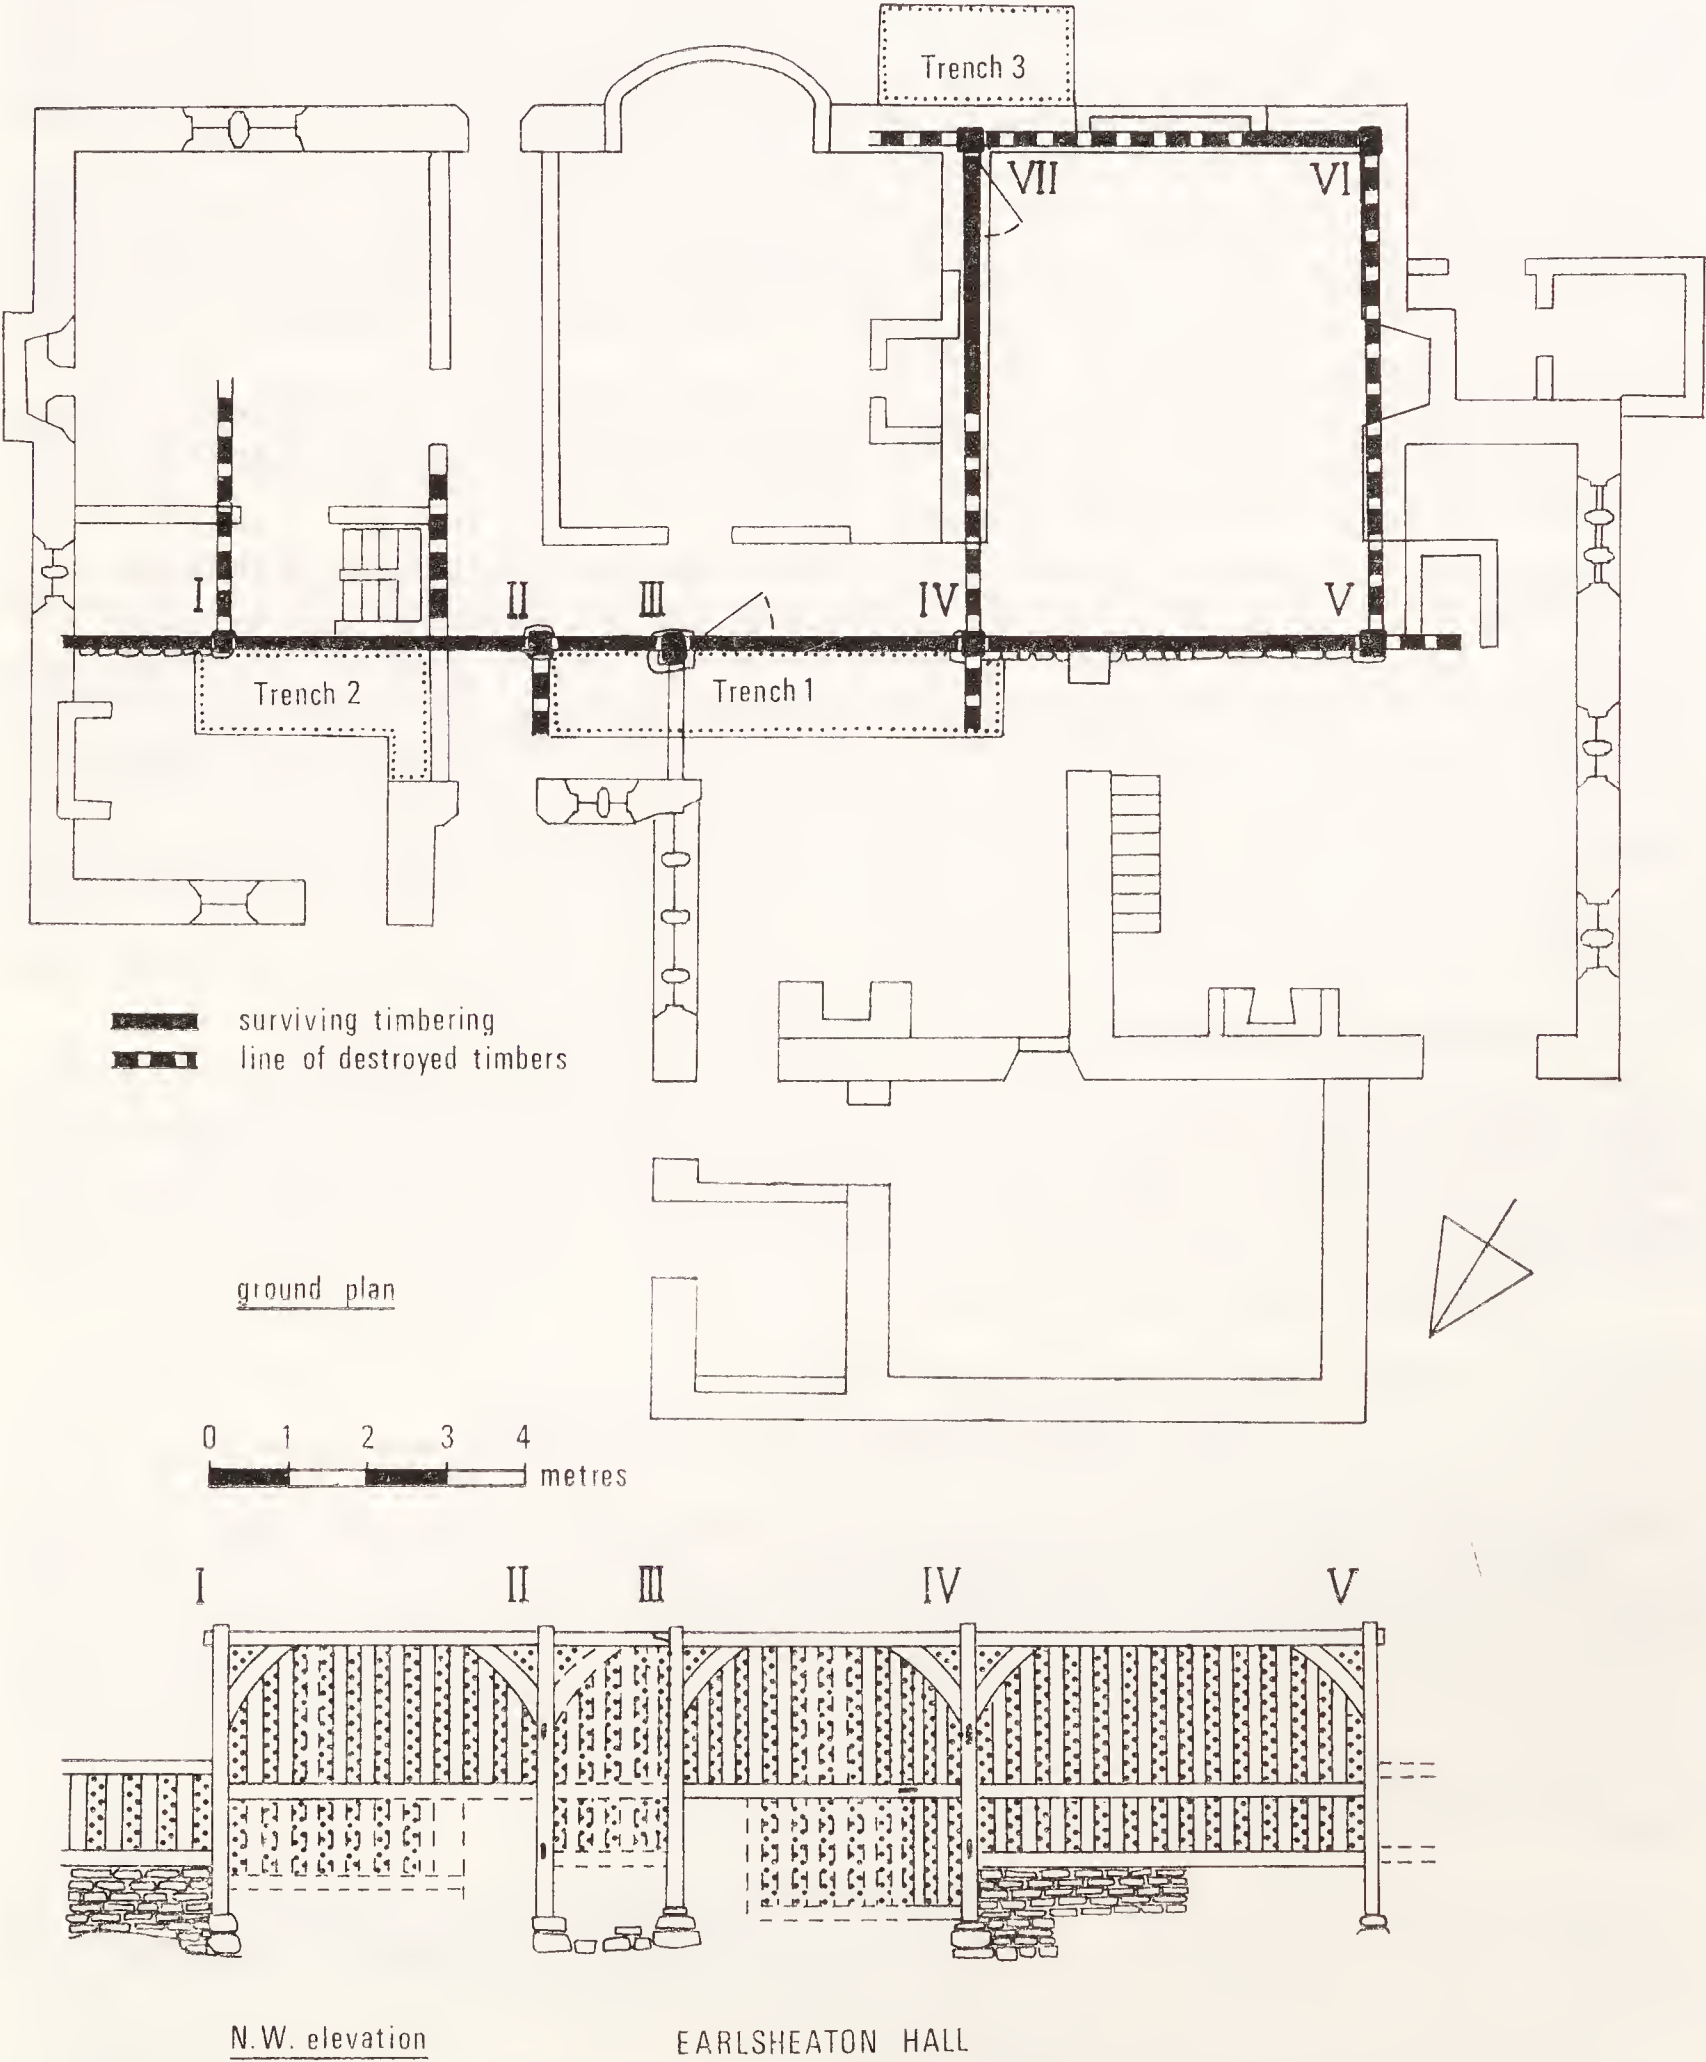 Trench 3
VII VI
I II III IV V
Trench 2 Trench 1
surviving timbering
line of destroyed timbers
ground plan
0 1 2 3 4
metres
I II III IV V
N.W. elevation
EARLSHEATON HALL